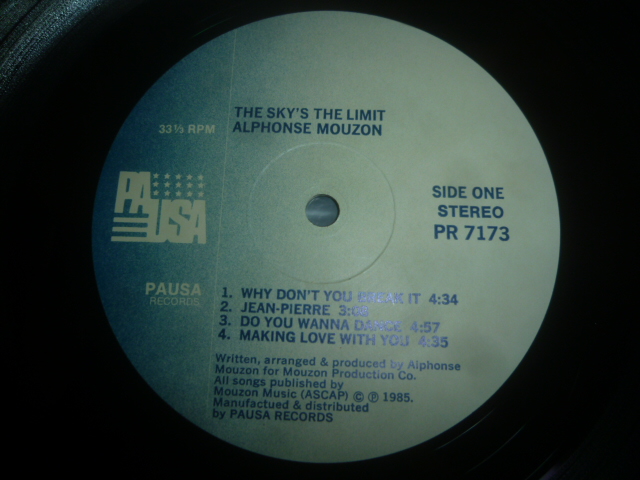 THE SKY'S THE LIMIT
ALPHONSE MOUZON
33⅓ RPM
SIDE ONE
STEREO
PR 7173
PAUSA
PAUSA
RECORDS
1. WHY DON'T YOU BREAK IT 4:34
2. JEAN-PIERRE
3. DO YOU WANNA DANCE 4:57
4. MAKING LOVE WITH YOU 4:35
Written, arranged & produced by Alphonse
Mouzon for Mouzon Production Co.
All songs published by
Mouzon Music (ASCAP) © ℗ 1985.
Manufactued & distributed
by PAUSA RECORDS